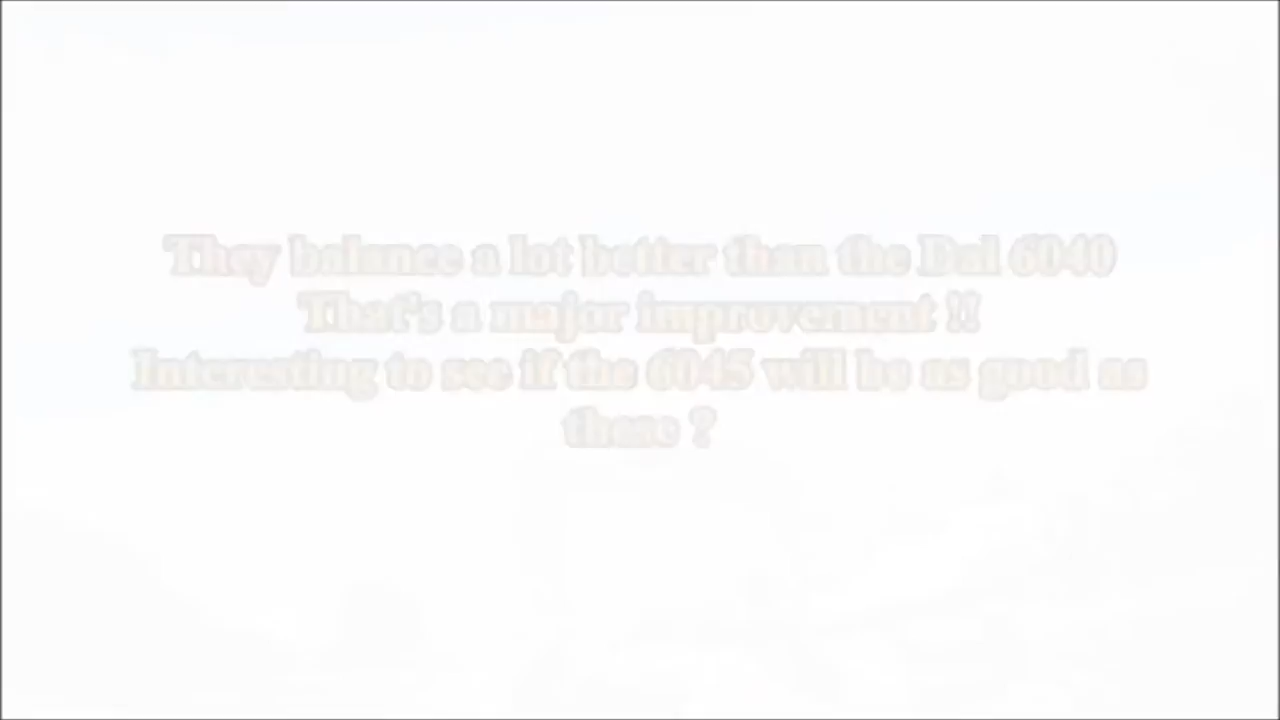 They balance a lot better than the Dal 6040
That's a major improvement !!
Interesting to see if the 6045 will be as good as
these ?